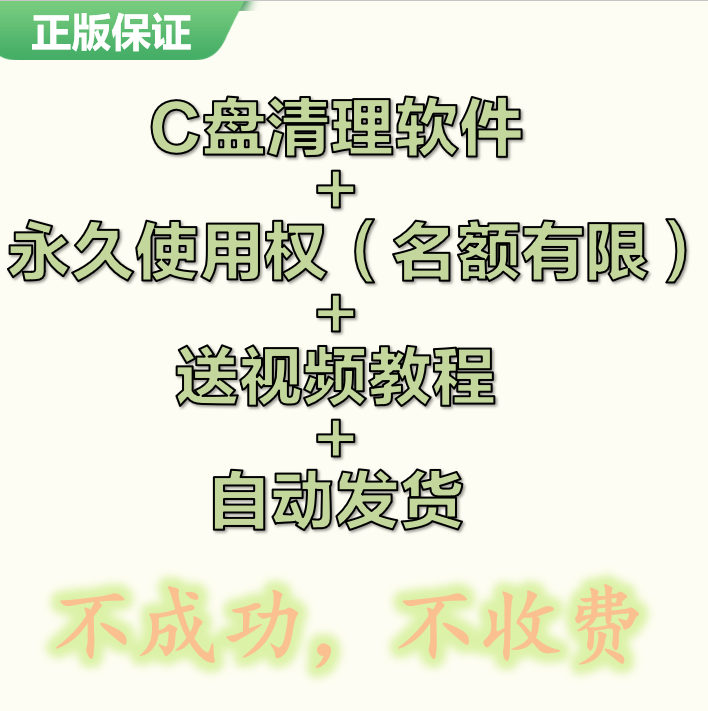 正版保证
C盘清理软件
+
永久使用权（名额有限）
+
送视频教程
+
自动发货
不成功，不收费